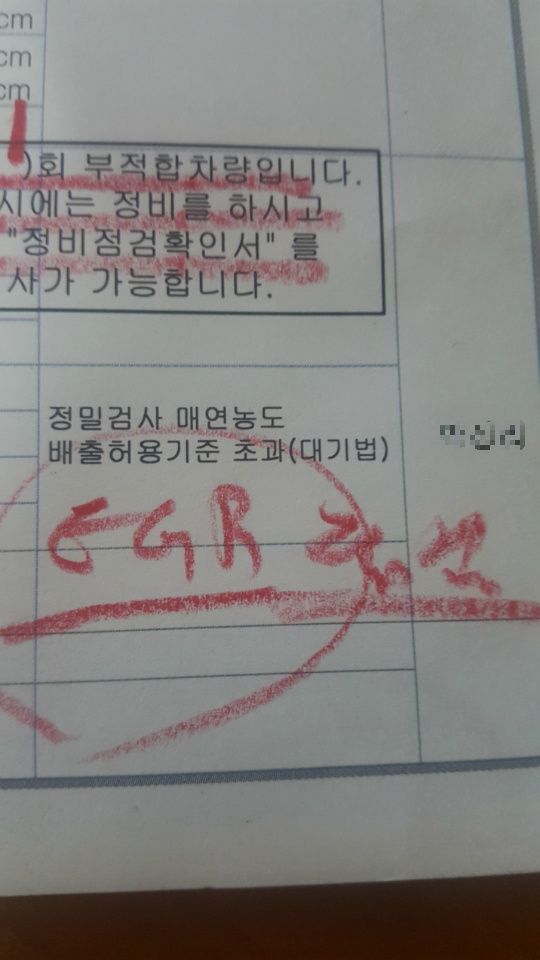 cm
cm
cm
1
)회 부적합차량입니다.
시에는 정비를 하시고
"정비점검확인서" 를
사가 가능합니다.
정밀검사 매연농도
배출허용기준 초과(대기법)
EGR